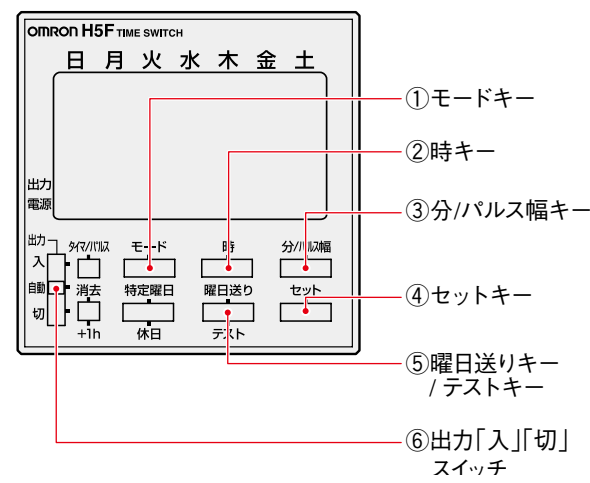 OMRON H5F TIME SWITCH
日 月 火 水 木 金 土
出力
電源
出力
入
自動
切
タイマ/パルス
モード
時
分/パルス幅
消去
特定曜日
曜日送り
セット
+1h
休日
テスト
①モードキー
②時キー
③分/パルス幅キー
④セットキー
⑤曜日送りキー
/ テストキー
⑥出力「入」「切」
スイッチ